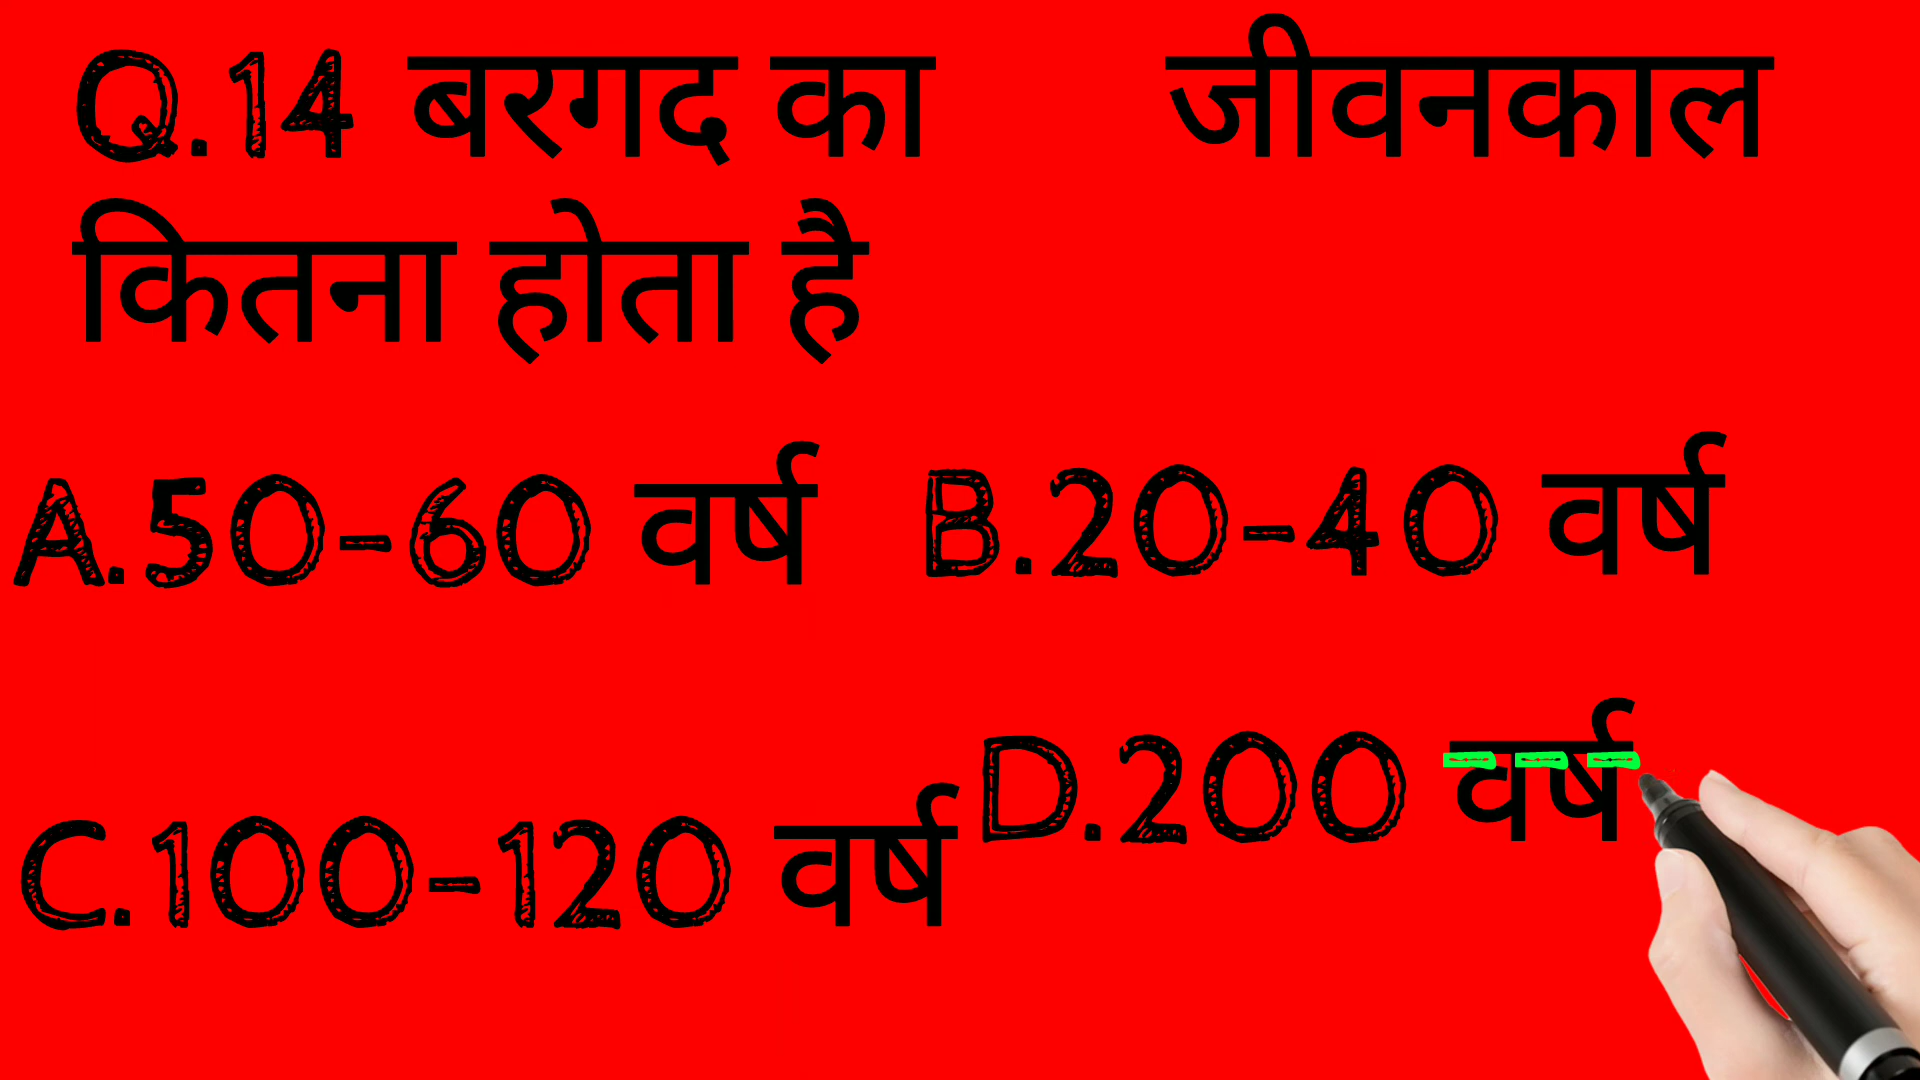 Q.14 बरगद का जीवनकाल
कितना होता है
A.50-60 वर्ष B.20-40 वर्ष
C.100-120 वर्ष D.200 वर्ष
---